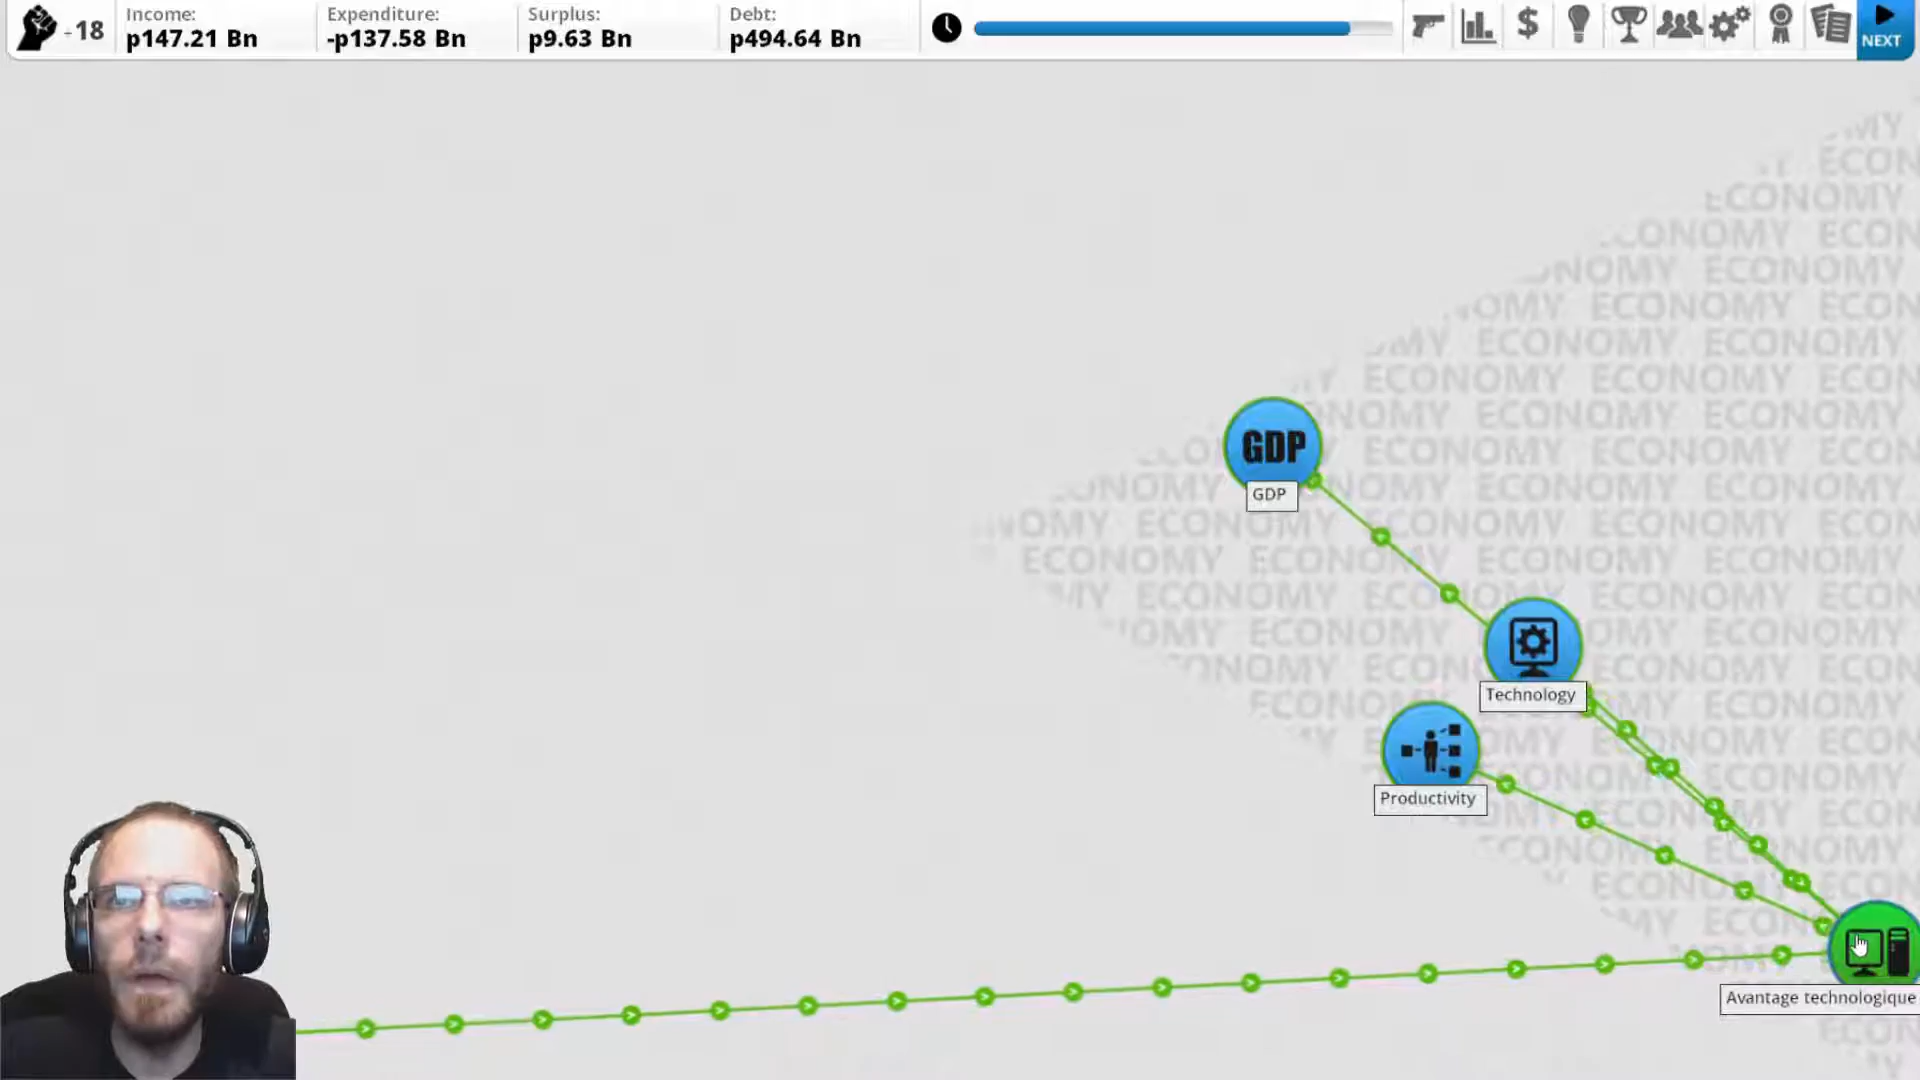 +18
Income:
p147.21 Bn
Expenditure:
-p137.58 Bn
Surplus:
p9.63 Bn
Debt:
p494.64 Bn
NEXT
GDP
GDP
Technology
Productivity
Avantage technologique
ECONOMY ECONOMY ECONOMY ECONOMY